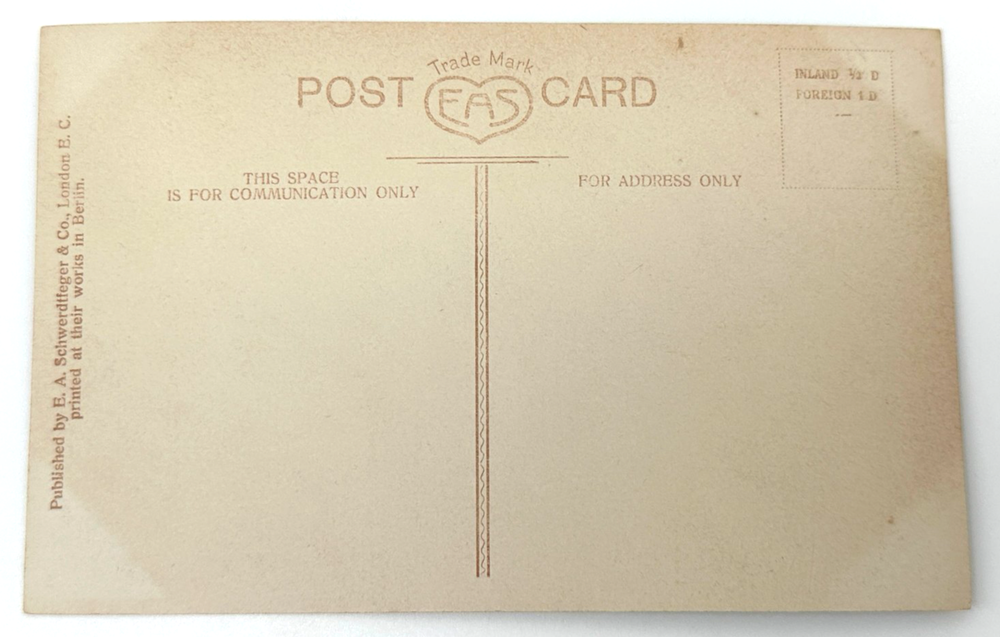 Trade Mark
POST EAS CARD
INLAND ½ D
FOREIGN 1 D
THIS SPACE
IS FOR COMMUNICATION ONLY
FOR ADDRESS ONLY
Published by E. A. Schwerdtfeger & Co., London E. C.
printed at their works in Berlin.